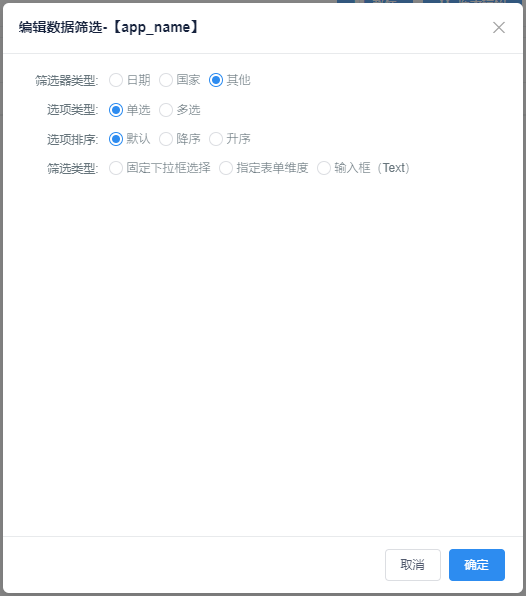 编辑数据筛选-【app_name】
筛选器类型: 日期 国家 其他
选项类型: 单选 多选
选项排序: 默认 降序 升序
筛选类型: 固定下拉框选择 指定表单维度 输入框（Text）
取消 确定